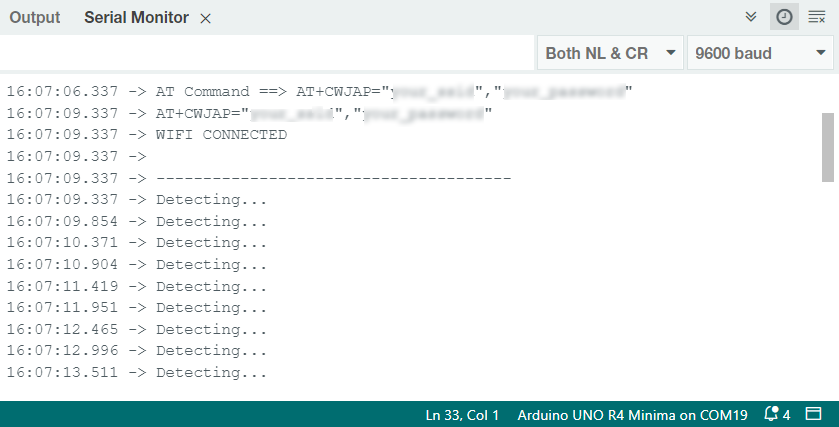 Output Serial Monitor
Both NL & CR 9600 baud
16:07:06.337 -> AT Command ==> AT+CWJAP="your_ssid","your_password"
16:07:09.337 -> AT+CWJAP="your_ssid","your_password"
16:07:09.337 -> WIFI CONNECTED
16:07:09.337 ->
16:07:09.337 -> --------------------------------------
16:07:09.337 -> Detecting...
16:07:09.854 -> Detecting...
16:07:10.371 -> Detecting...
16:07:10.904 -> Detecting...
16:07:11.419 -> Detecting...
16:07:11.951 -> Detecting...
16:07:12.465 -> Detecting...
16:07:12.996 -> Detecting...
16:07:13.511 -> Detecting...
Ln 33, Col 1 Arduino UNO R4 Minima on COM19 4